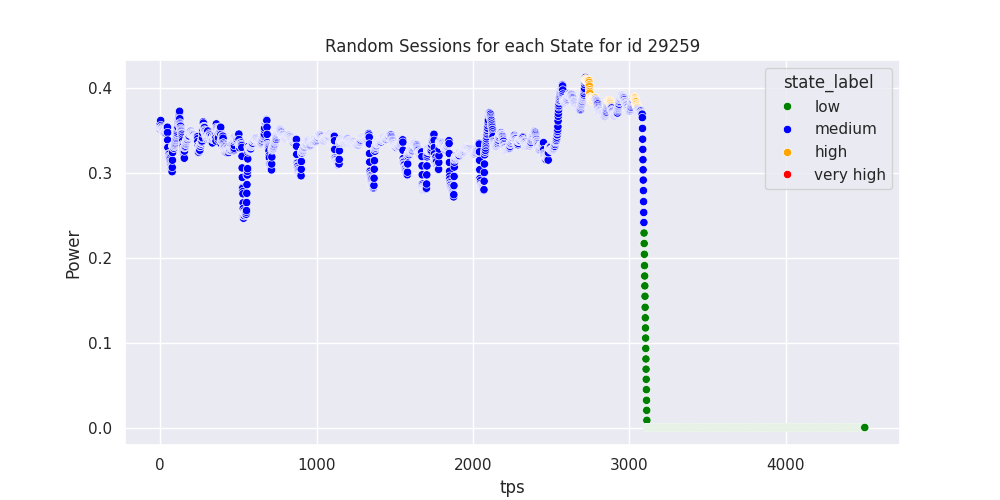 Random Sessions for each State for id 29259
state_label
low
medium
high
very high
Power
0.4
0.3
0.2
0.1
0.0
0
1000
2000
3000
4000
tps